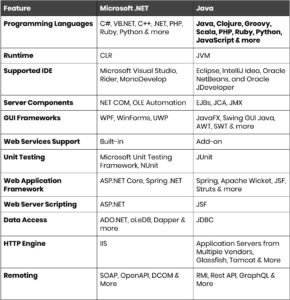 Feature Microsoft .NET Java
Programming Languages C#, VB.NET, C++, .NET, PHP, Ruby, Python & more Java, Clojure, Groovy, Scala, PHP, Ruby, Python, JavaScript & more
Runtime CLR JVM
Supported IDE Microsoft Visual Studio, Rider, MonoDevelop Eclipse, IntelliJ Idea, Oracle NetBeans, and Oracle JDeveloper
Server Components NET COM, OLE Automation EJBs, JCA, JMX
GUI Frameworks WPF, WinForms, UWP JavaFX, Swing GUI Java, AWT, SWT & more
Web Services Support Built-in Add-on
Unit Testing Microsoft Unit Testing Framework, NUnit JUnit
Web Application Framework ASP.NET Core, Spring .NET Spring, Apache Wicket, JSF, Struts & more
Web Server Scripting ASP.NET JSF
Data Access ADO.NET, oLeDB, Dapper & more JDBC
HTTP Engine IIS Application Servers from Multiple Vendors, Glassfish, Tomcat & More
Remoting SOAP, OpenAPI, DCOM & More RMI, Rest API, GraphQL & More